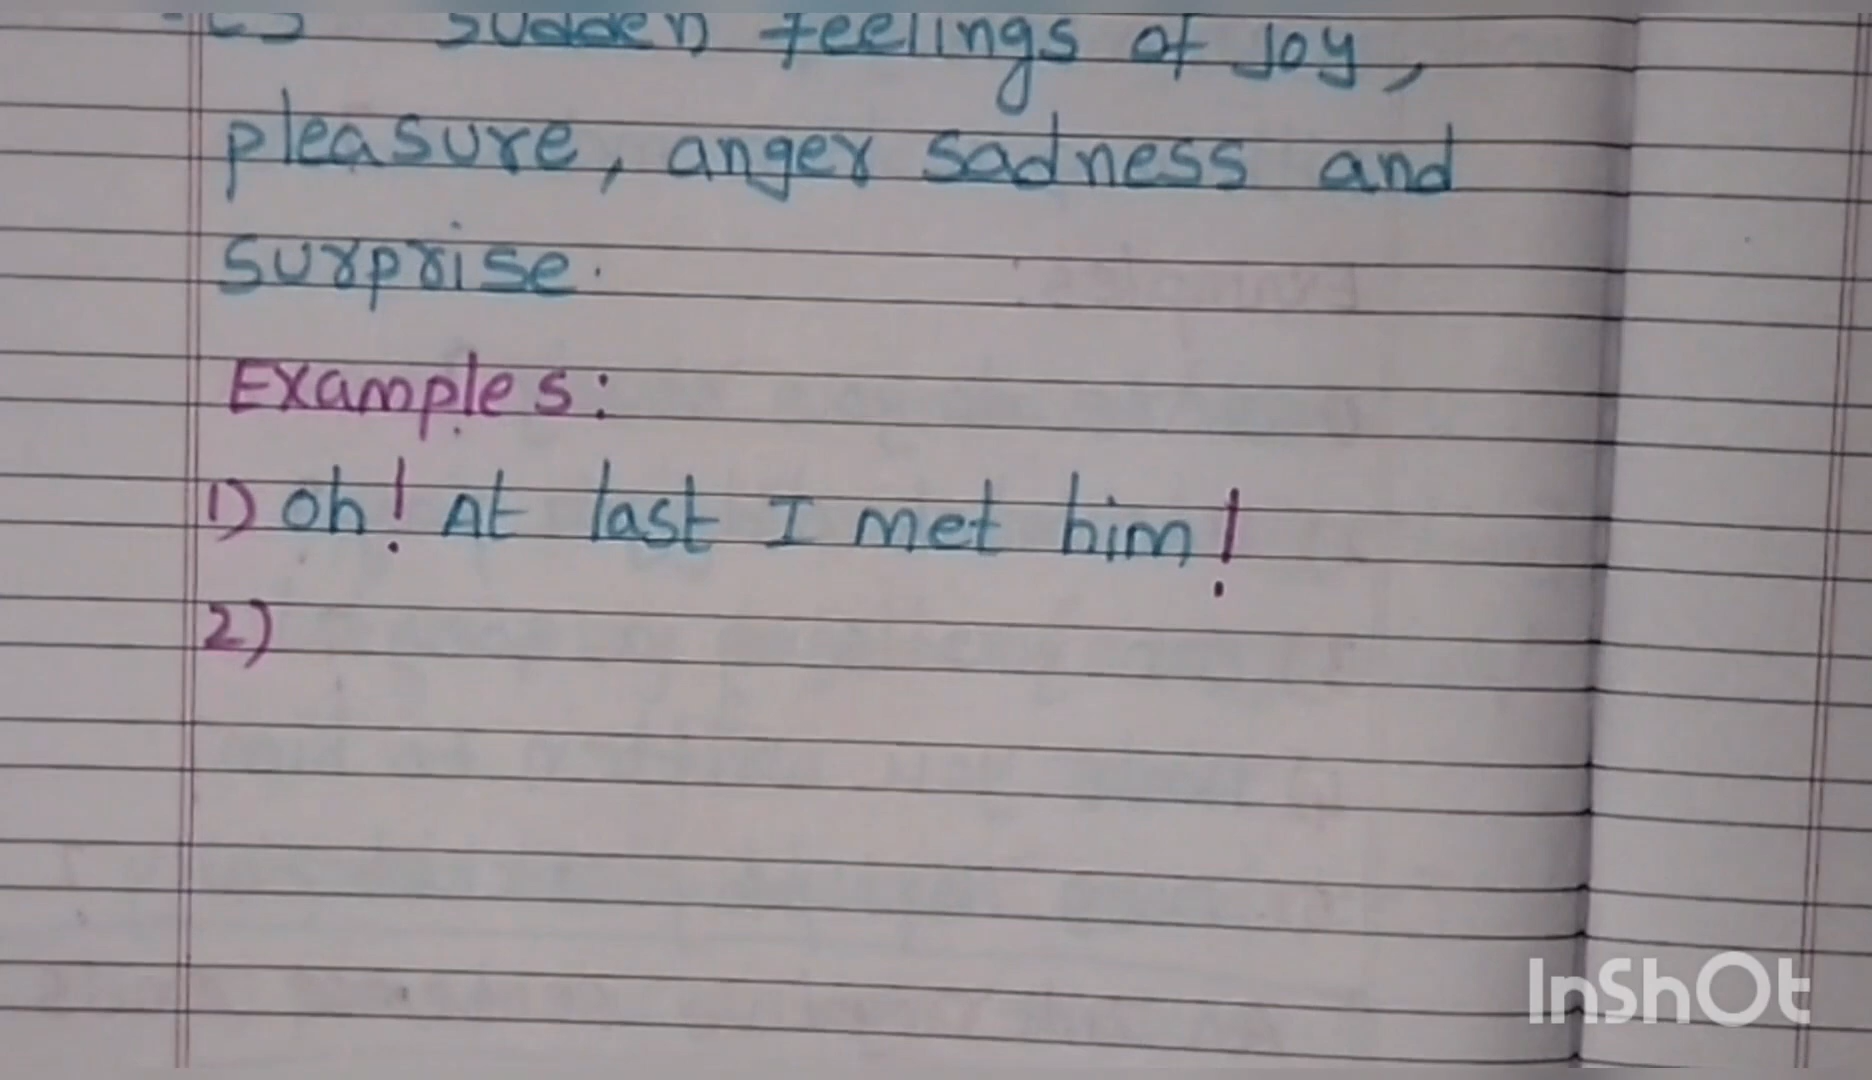 sudden feelings of Joy,
pleasure, anger sadness and
surprise.
Examples:
1) Oh! At last I met him!
2)
InShOt